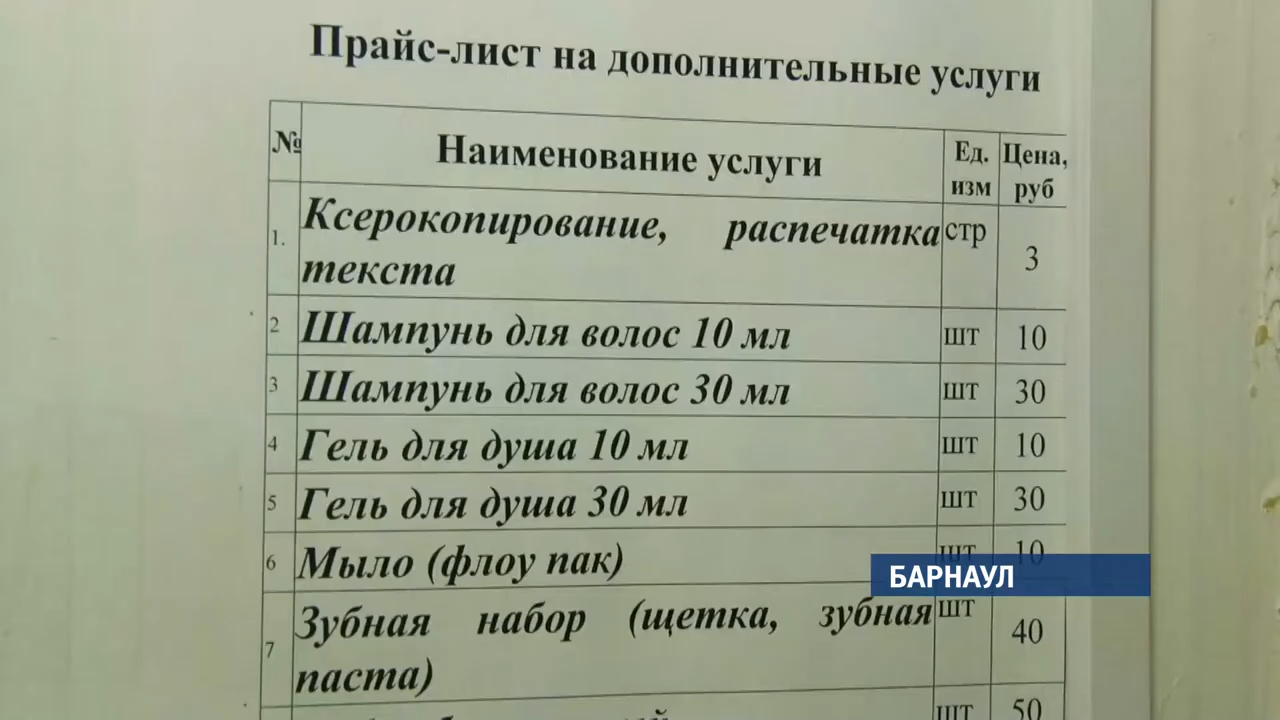 Прайс-лист на дополнительные услуги
№ Наименование услуги Ед. изм Цена, руб
1. Ксерокопирование, распечатка стр 3
текста
2 Шампунь для волос 10 мл шт 10
3 Шампунь для волос 30 мл шт 30
4 Гель для душа 10 мл шт 10
5 Гель для душа 30 мл шт 30
6 Мыло (флоу пак) шт 10
БАРНАУЛ
7 Зубная набор (щетка, зубная шт 40
паста)
шт 50